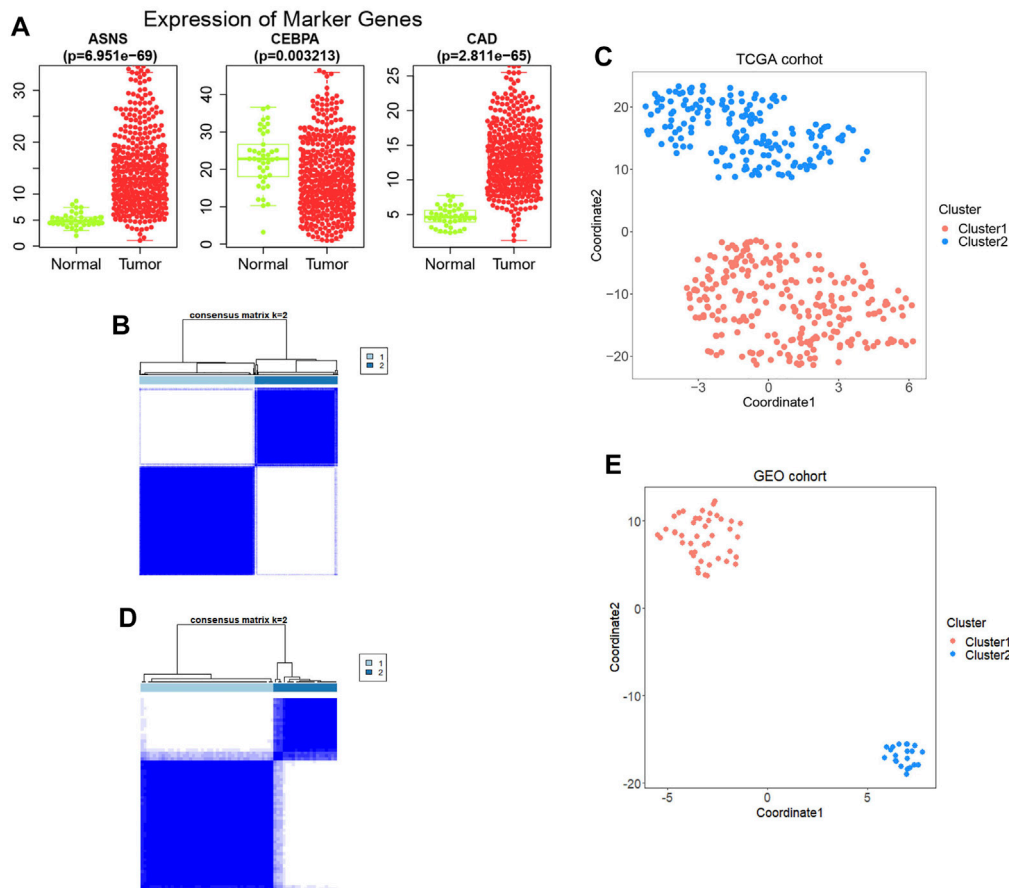 A
Expression of Marker Genes
ASNS
(p=6.951e−69)
CEBPA
(p=0.003213)
CAD
(p=2.811e−65)
30
20
15
10
5
0
Normal
Tumor
40
30
20
10
0
Normal
Tumor
25
20
15
10
5
Normal
Tumor
B
consensus matrix k=2
1
2
C
TCGA corhot
Coordinate2
20
10
0
−10
−20
−3
0
3
6
Coordinate1
Cluster
Cluster1
Cluster2
D
consensus matrix k=2
1
2
E
GEO cohort
Coordinate2
10
0
-10
-20
-5
0
5
Coordinate1
Cluster
Cluster1
Cluster2